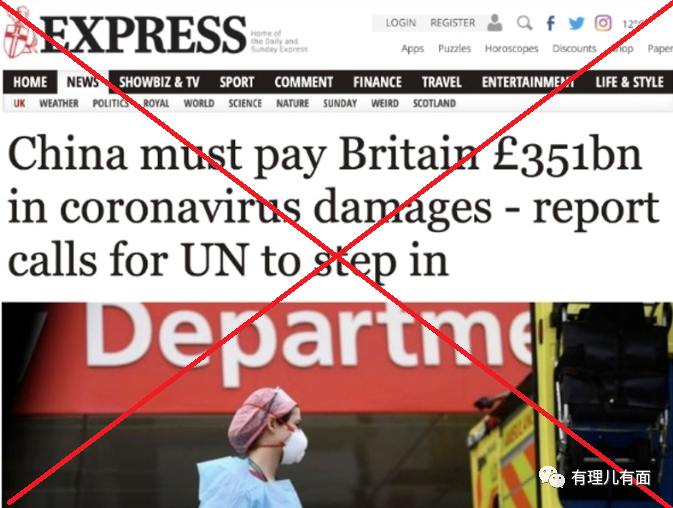 EXPRESS
Home of
the Daily and
Sunday Express
LOGIN REGISTER
Apps Puzzles Horoscopes Discounts Shop Paper
HOME NEWS SHOWBIZ & TV SPORT COMMENT FINANCE TRAVEL ENTERTAINMENT LIFE & STYLE
UK WEATHER POLITICS ROYAL WORLD SCIENCE NATURE SUNDAY WEIRD SCOTLAND
China must pay Britain £351bn
in coronavirus damages - report
calls for UN to step in
Departme
AMBULANCE
有理儿有面